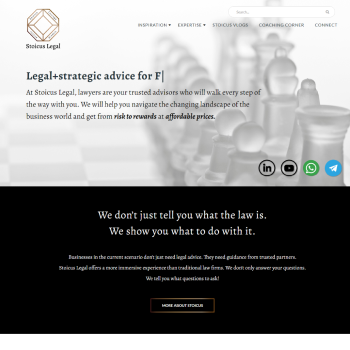 Search
INSPIRATION
EXPERTISE
STOICUS VLOGS
COACHING CORNER
CONNECT
Stoicus Legal
Legal+strategic advice for F|
At Stoicus Legal, lawyers are your trusted advisors who will walk every step of
the way with you. We will help you navigate the changing landscape of the
business world and get from risk to rewards at affordable prices.
in
We don't just tell you what the law is.
We show you what to do with it.
Businesses in the current scenario don't just need legal advice. They need guidance from trusted partners.
Stoicus Legal offers a more immersive experience than traditional law firms. We don't only answer your questions.
We tell you what questions to ask!
MORE ABOUT STOICUS